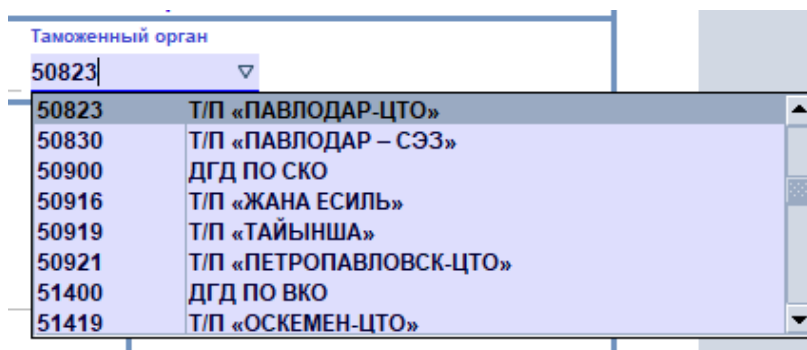 Таможенный орган
50823
50823 Т/П «ПАВЛОДАР-ЦТО»
50830 Т/П «ПАВЛОДАР – СЭЗ»
50900 ДГД ПО СКО
50916 Т/П «ЖАНА ЕСИЛЬ»
50919 Т/П «ТАЙЫНША»
50921 Т/П «ПЕТРОПАВЛОВСК-ЦТО»
51400 ДГД ПО ВКО
51419 Т/П «ОСКЕМЕН-ЦТО»